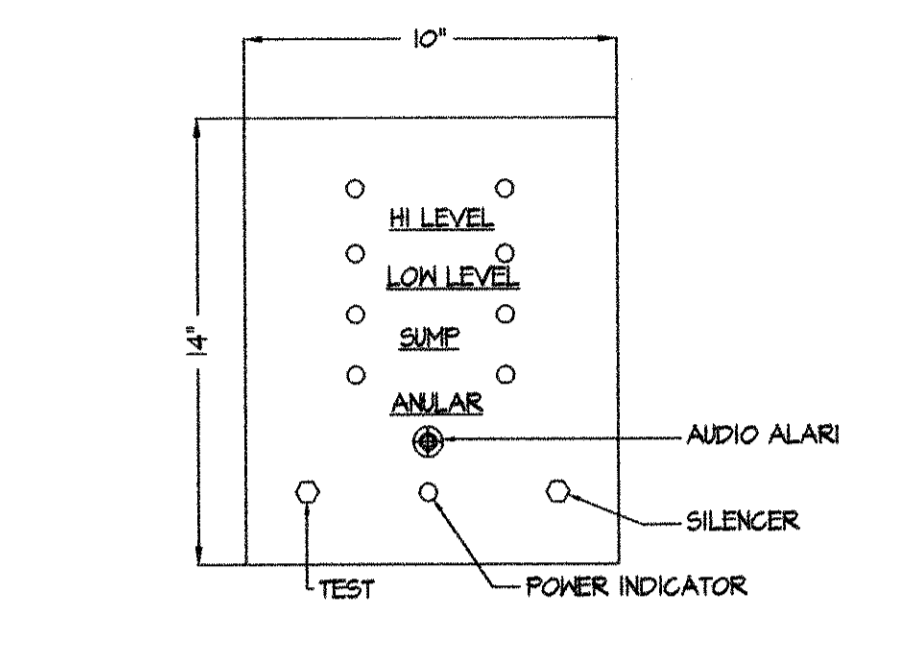 10"
HI LEVEL
LOW LEVEL
14"
SUMP
ANULAR
AUDIO ALARI
SILENCER
TEST
POWER INDICATOR